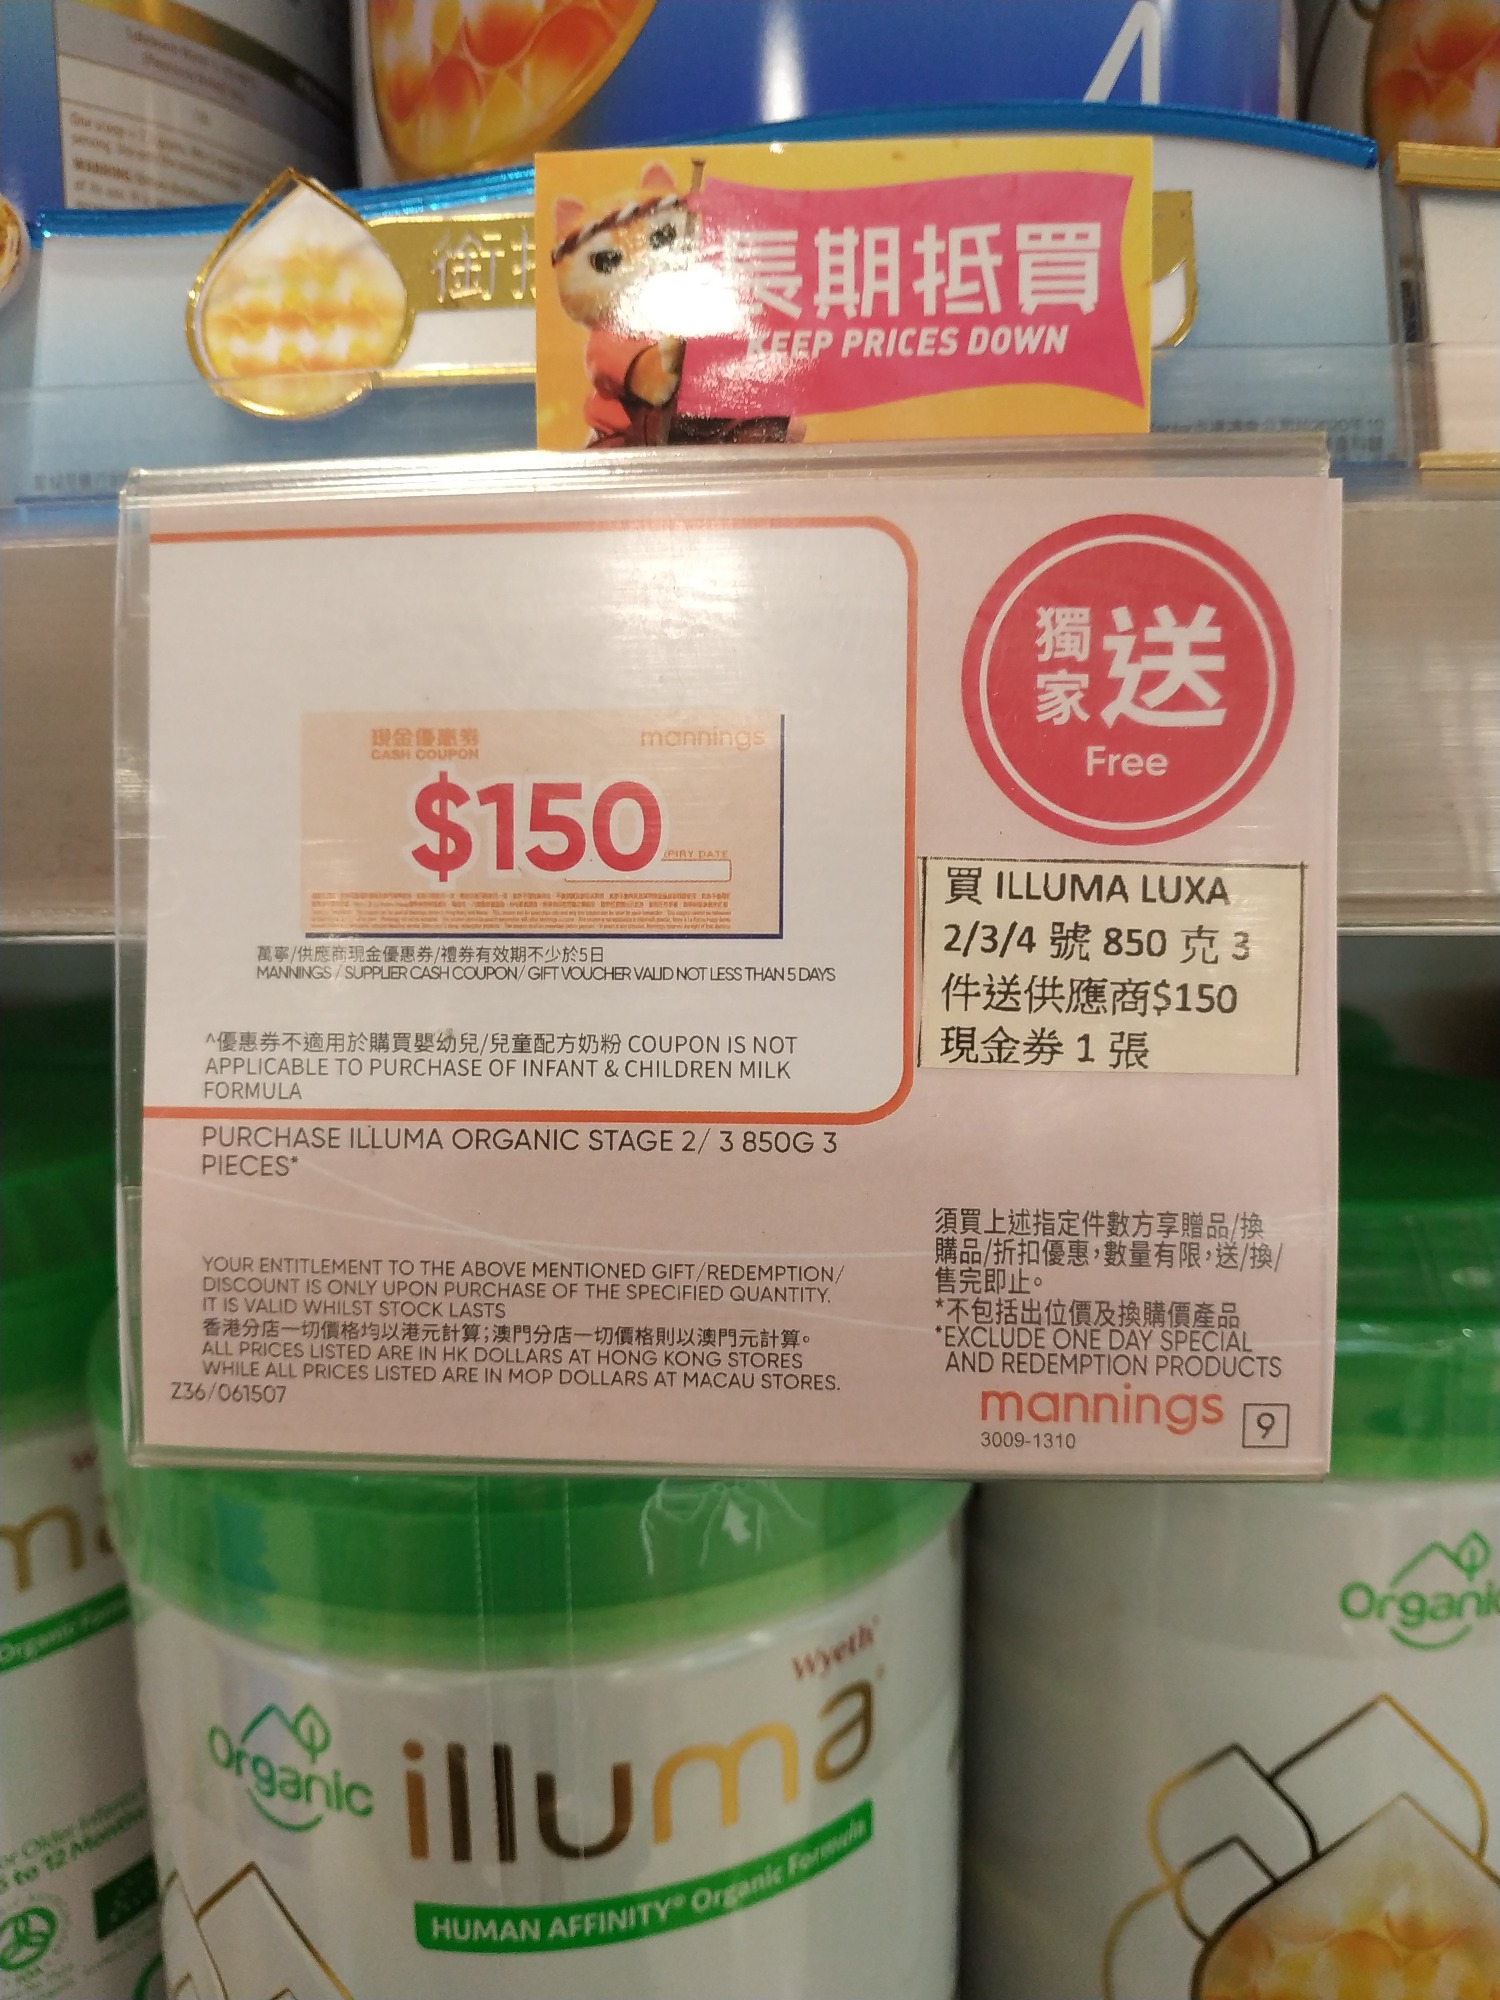 WARNING
4
長期抵買
KEEP PRICES DOWN
獨家送
Free
現金優惠券
CASH COUPON
mannings
$150
PIRY DATE
萬寧/供應商現金優惠券/禮券有效期不少於5日
MANNINGS / SUPPLIER CASH COUPON/ GIFT VOUCHER VALID NOT LESS THAN 5 DAYS
^優惠券不適用於購買嬰幼兒/兒童配方奶粉 COUPON IS NOT
APPLICABLE TO PURCHASE OF INFANT & CHILDREN MILK
FORMULA
買 ILLUMA LUXA
2/3/4 號 850 克 3
件送供應商$150
現金券 1 張
PURCHASE ILLUMA ORGANIC STAGE 2/ 3 850G 3
PIECES*
YOUR ENTITLEMENT TO THE ABOVE MENTIONED GIFT/REDEMPTION/
DISCOUNT IS ONLY UPON PURCHASE OF THE SPECIFIED QUANTITY.
IT IS VALID WHILST STOCK LASTS
香港分店一切價格均以港元計算;澳門分店一切價格則以澳門元計算。
ALL PRICES LISTED ARE IN HK DOLLARS AT HONG KONG STORES
WHILE ALL PRICES LISTED ARE IN MOP DOLLARS AT MACAU STORES.
Z36/061507
須買上述指定件數方享贈品/換
購品/折扣優惠,數量有限,送/換/
售完即止。
*不包括出位價及換購價產品
*EXCLUDE ONE DAY SPECIAL
AND REDEMPTION PRODUCTS
mannings
3009-1310
9
Wyeth
Organic
illuma
HUMAN AFFINITY® Organic Formula
Organic
to 12 Months